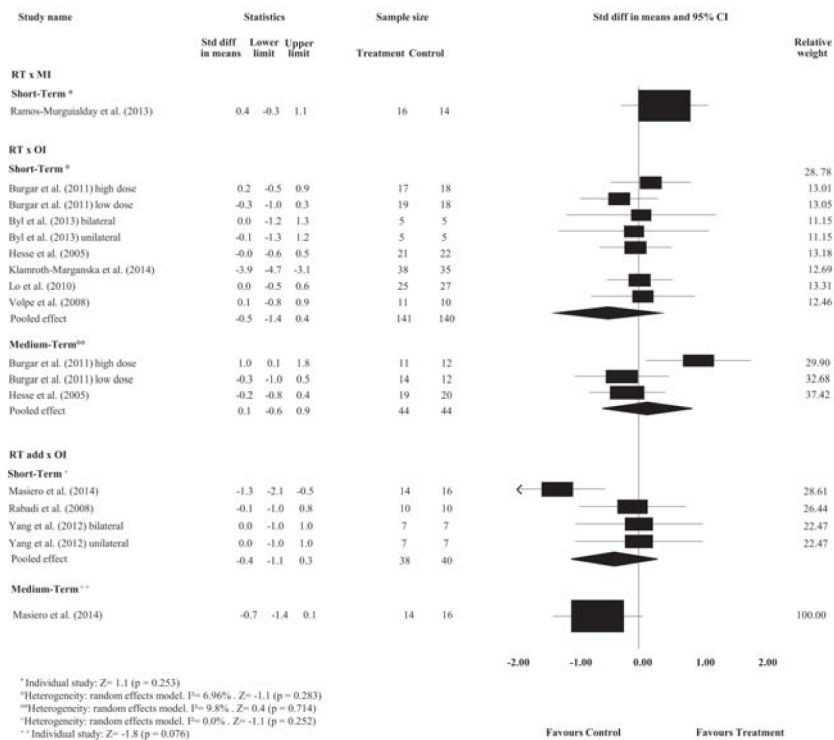 Study name Statistics Sample size Std diff in means and 95% CI
Std diff in means Lower limit Upper limit Treatment Control Relative weight
RT x MI
Short-Term *
Ramos-Murguialday et al. (2013) 0.4 -0.3 1.1 16 14
RT x OI
Short-Term º
28.78
Burgar et al. (2011) high dose 0.2 -0.5 0.9 17 18 13.01
Burgar et al. (2011) low dose -0.3 -1.0 0.3 19 18 13.05
Byl et al. (2013) bilateral 0.0 -1.2 1.3 5 5 11.15
Byl et al. (2013) unilateral -0.1 -1.3 1.2 5 5 11.15
Hesse et al. (2005) -0.0 -0.6 0.5 21 22 13.18
Klamroth-Marganska et al. (2014) -3.9 -4.7 -3.1 38 35 12.69
Lo et al. (2010) 0.0 -0.5 0.6 25 27 13.31
Volpe et al. (2008) 0.1 -0.8 0.9 11 10 12.46
Pooled effect -0.5 -1.4 0.4 141 140
Medium-Termºº
Burgar et al. (2011) high dose 1.0 0.1 1.8 11 12 29.90
Burgar et al. (2011) low dose -0.3 -1.0 0.5 14 12 32.68
Hesse et al. (2005) -0.2 -0.8 0.4 19 20 37.42
Pooled effect 0.1 -0.6 0.9 44 44
RT add x OI
Short-Term +
Masiero et al. (2014) -1.3 -2.1 -0.5 14 16 28.61
Rabadi et al. (2008) -0.1 -1.0 0.8 10 10 26.44
Yang et al. (2012) bilateral 0.0 -1.0 1.0 7 7 22.47
Yang et al. (2012) unilateral 0.0 -1.0 1.0 7 7 22.47
Pooled effect -0.4 -1.1 0.3 38 40
Medium-Term ++
Masiero et al. (2014) -0.7 -1.4 0.1 14 16 100.00
-2.00 -1.00 0.00 1.00 2.00
* Individual study: Z= 1.1 (p = 0.253)
ºHeterogeneity: random effects model. I²= 6.96% . Z= -1.1 (p = 0.283)
ººHeterogeneity: random effects model. I²= 9.8% . Z= 0.4 (p = 0.714)
+Heterogeneity: random effects model. I²= 0.0% . Z= -1.1 (p = 0.252)
++ Individual study: Z= -1.8 (p = 0.076)
Favours Control Favours Treatment